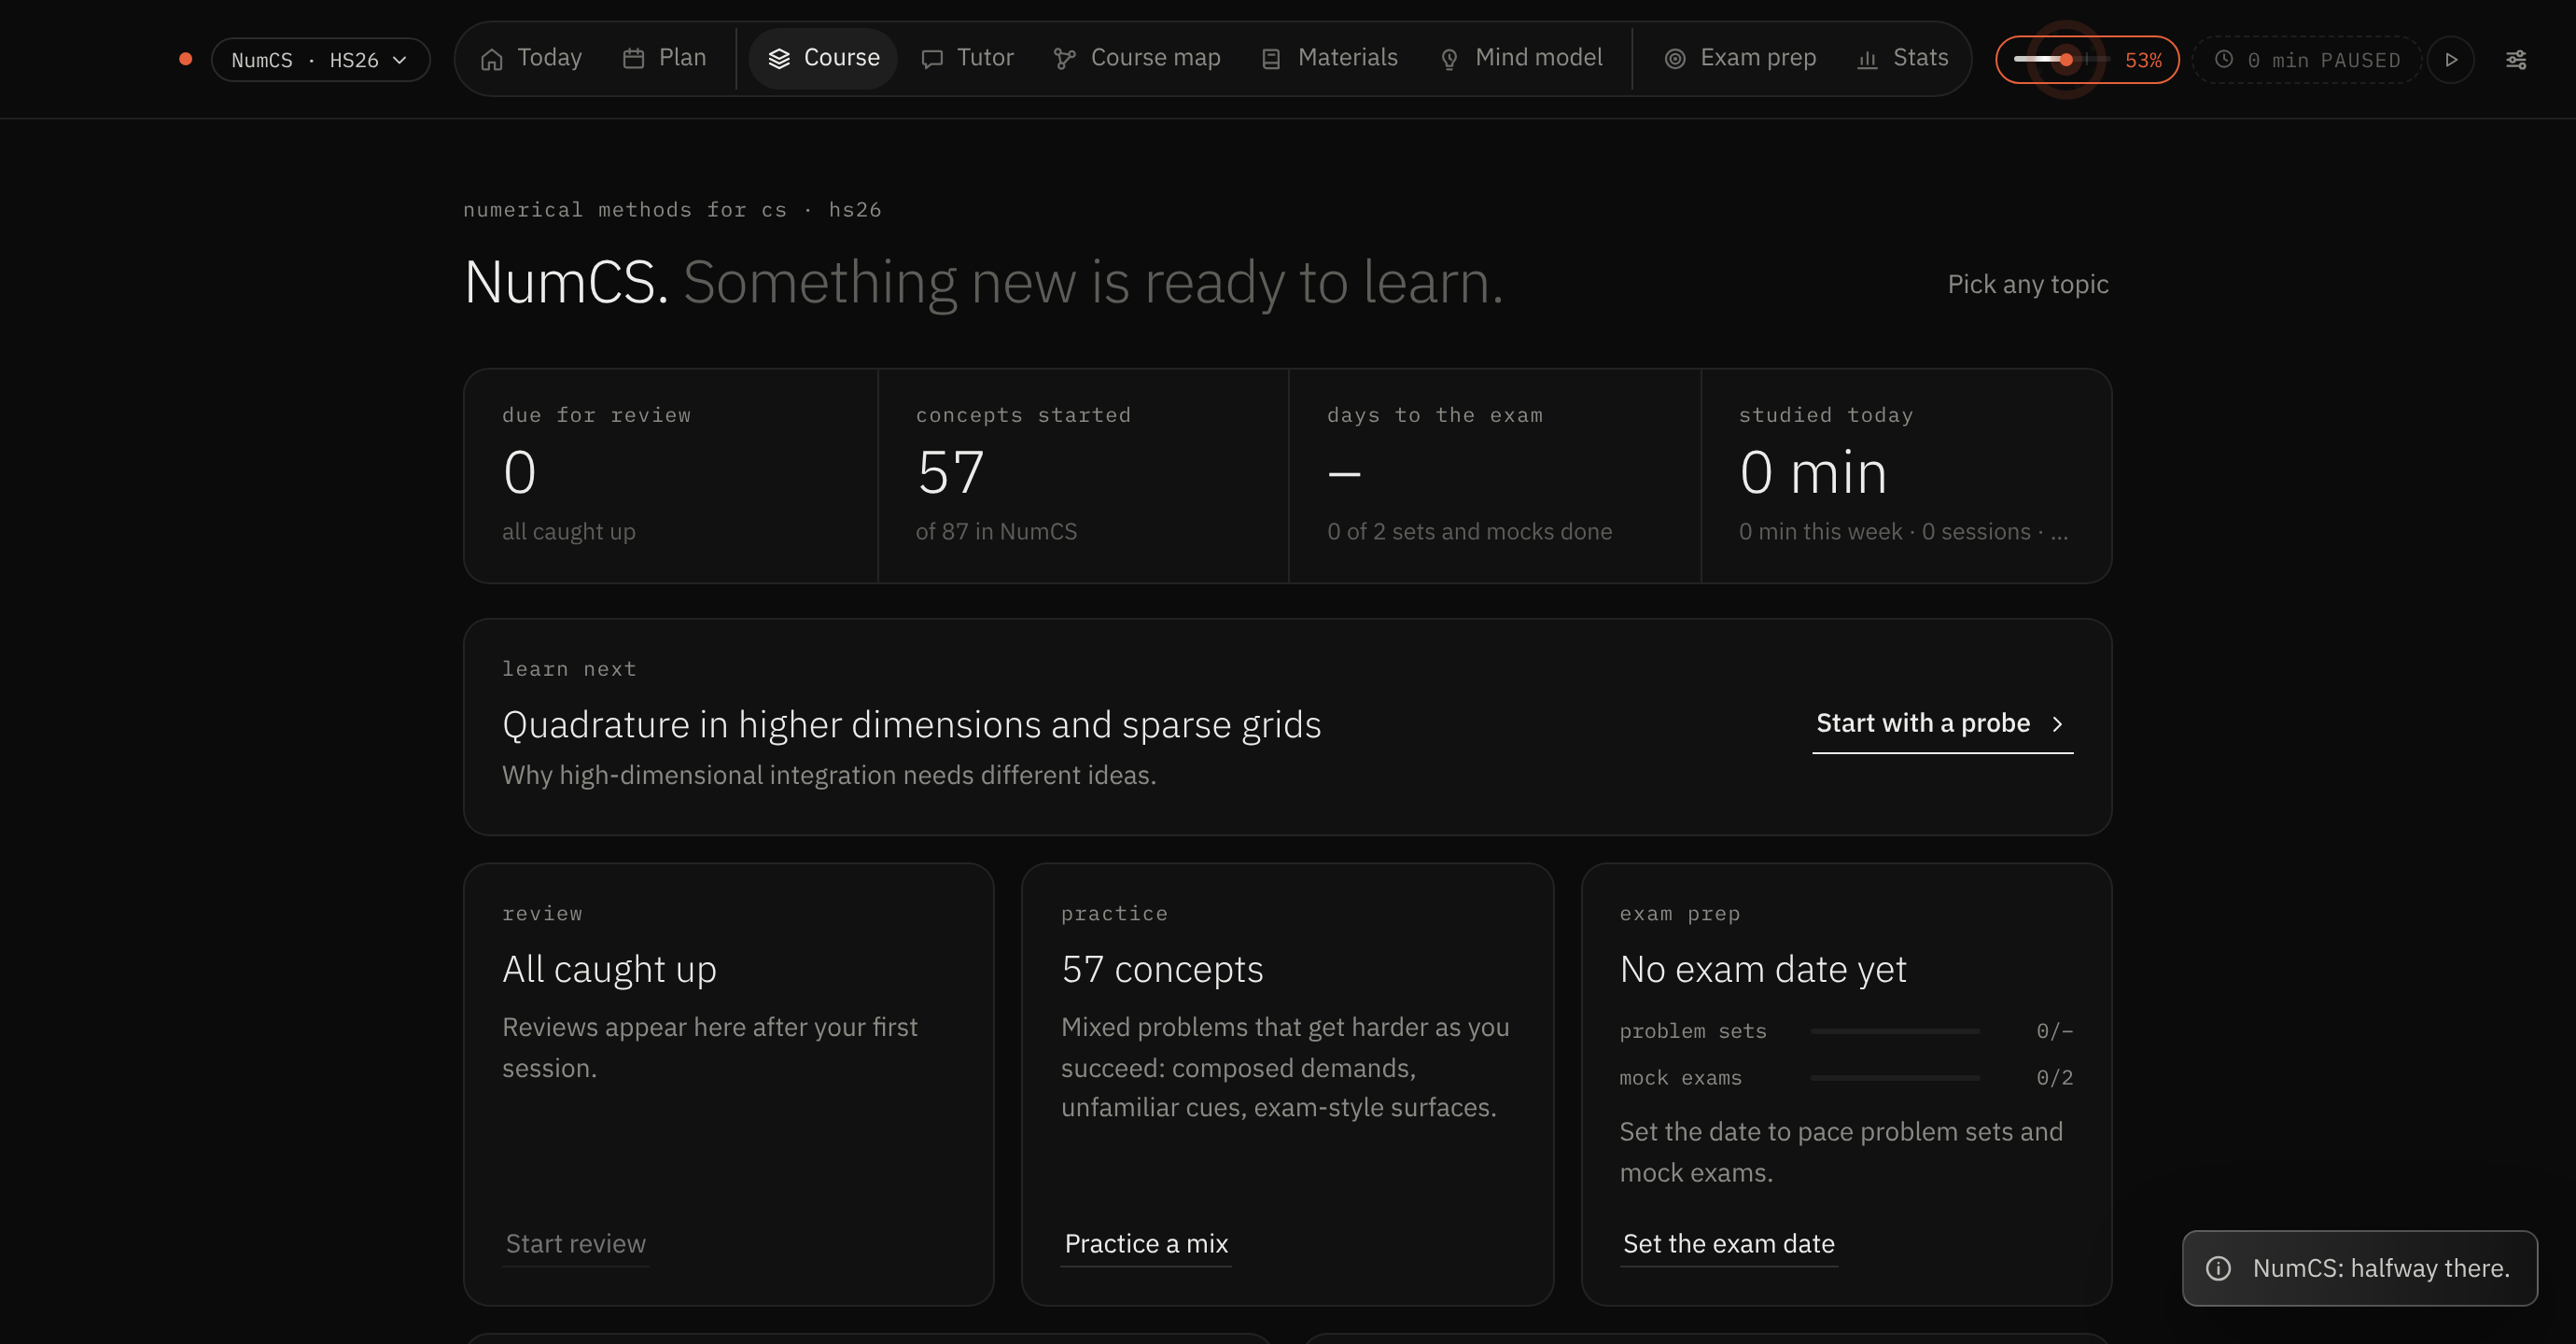 NumCS · HS26
Today
Plan
Course
Tutor
Course map
Materials
Mind model
Exam prep
Stats
53%
0 min PAUSED
numerical methods for cs · hs26
NumCS. Something new is ready to learn.
Pick any topic
due for review
0
all caught up
concepts started
57
of 87 in NumCS
days to the exam
–
0 of 2 sets and mocks done
studied today
0 min
0 min this week · 0 sessions · ...
learn next
Quadrature in higher dimensions and sparse grids
Why high-dimensional integration needs different ideas.
Start with a probe
review
All caught up
Reviews appear here after your first
session.
Start review
practice
57 concepts
Mixed problems that get harder as you
succeed: composed demands,
unfamiliar cues, exam-style surfaces.
Practice a mix
exam prep
No exam date yet
problem sets 0/–
mock exams 0/2
Set the date to pace problem sets and
mock exams.
Set the exam date
NumCS: halfway there.